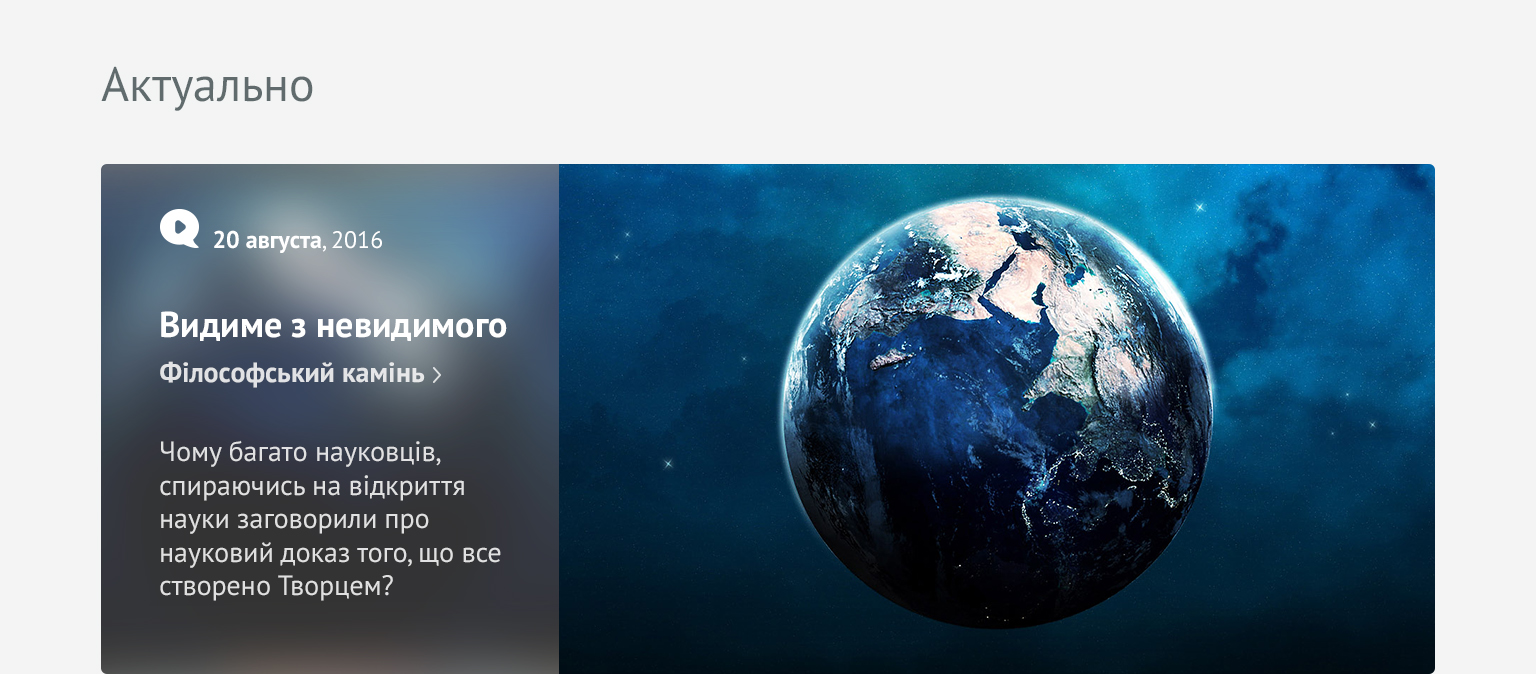 Актуально
20 августа, 2016
Видиме з невидимого
Філософський камінь >
Чому багато науковців,
спираючись на відкриття
науки заговорили про
науковий доказ того, що все
створено Творцем?